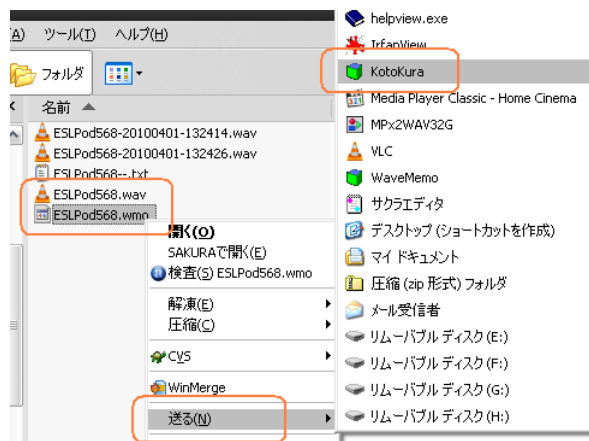 (A) ツール(T) ヘルプ(H)
フォルダ
名前
ESLPod568-20100401-132414.wav
ESLPod568-20100401-132426.wav
ESLPod568--.txt
ESLPod568.wav
ESLPod568.wmo
開く(O)
SAKURAで開く(E)
検査(S) ESLPod568.wmo
解凍(E)
圧縮(C)
CVS
WinMerge
送る(N)
helpview.exe
IrfanView
KotoKura
Media Player Classic - Home Cinema
MPx2WAV32G
VLC
WaveMemo
サクラエディタ
デスクトップ (ショートカットを作成)
マイ ドキュメント
圧縮 (zip 形式) フォルダ
メール受信者
リムーバブル ディスク (E:)
リムーバブル ディスク (F:)
リムーバブル ディスク (G:)
リムーバブル ディスク (H:)